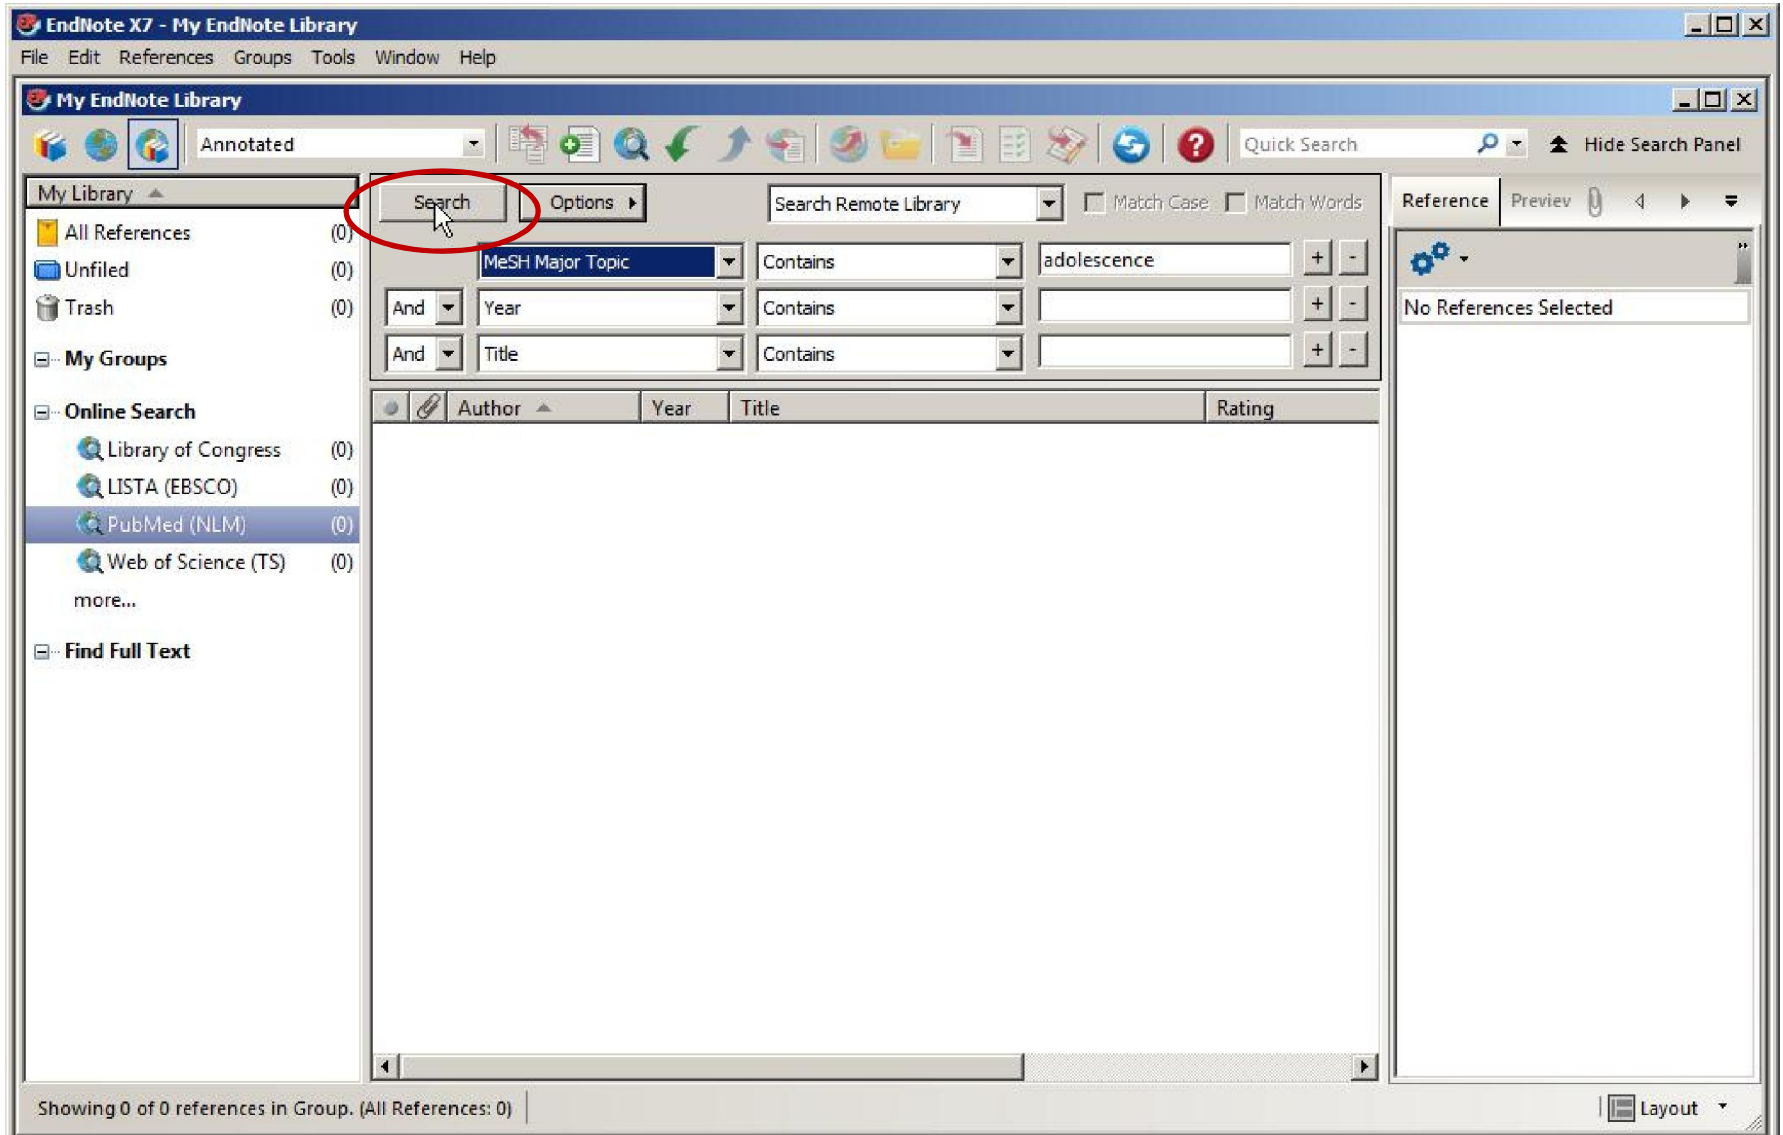 EndNote X7 - My EndNote Library
File Edit References Groups Tools Window Help
My EndNote Library
Annotated
Quick Search
Hide Search Panel
My Library
All References (0)
Unfiled (0)
Trash (0)
My Groups
Online Search
Library of Congress (0)
LISTA (EBSCO) (0)
PubMed (NLM) (0)
Web of Science (TS) (0)
more...
Find Full Text
Search Options Search Remote Library Match Case Match Words
MeSH Major Topic Contains adolescence + -
And Year Contains + -
And Title Contains + -
Author Year Title Rating
Reference Previev
No References Selected
Showing 0 of 0 references in Group. (All References: 0)
Layout